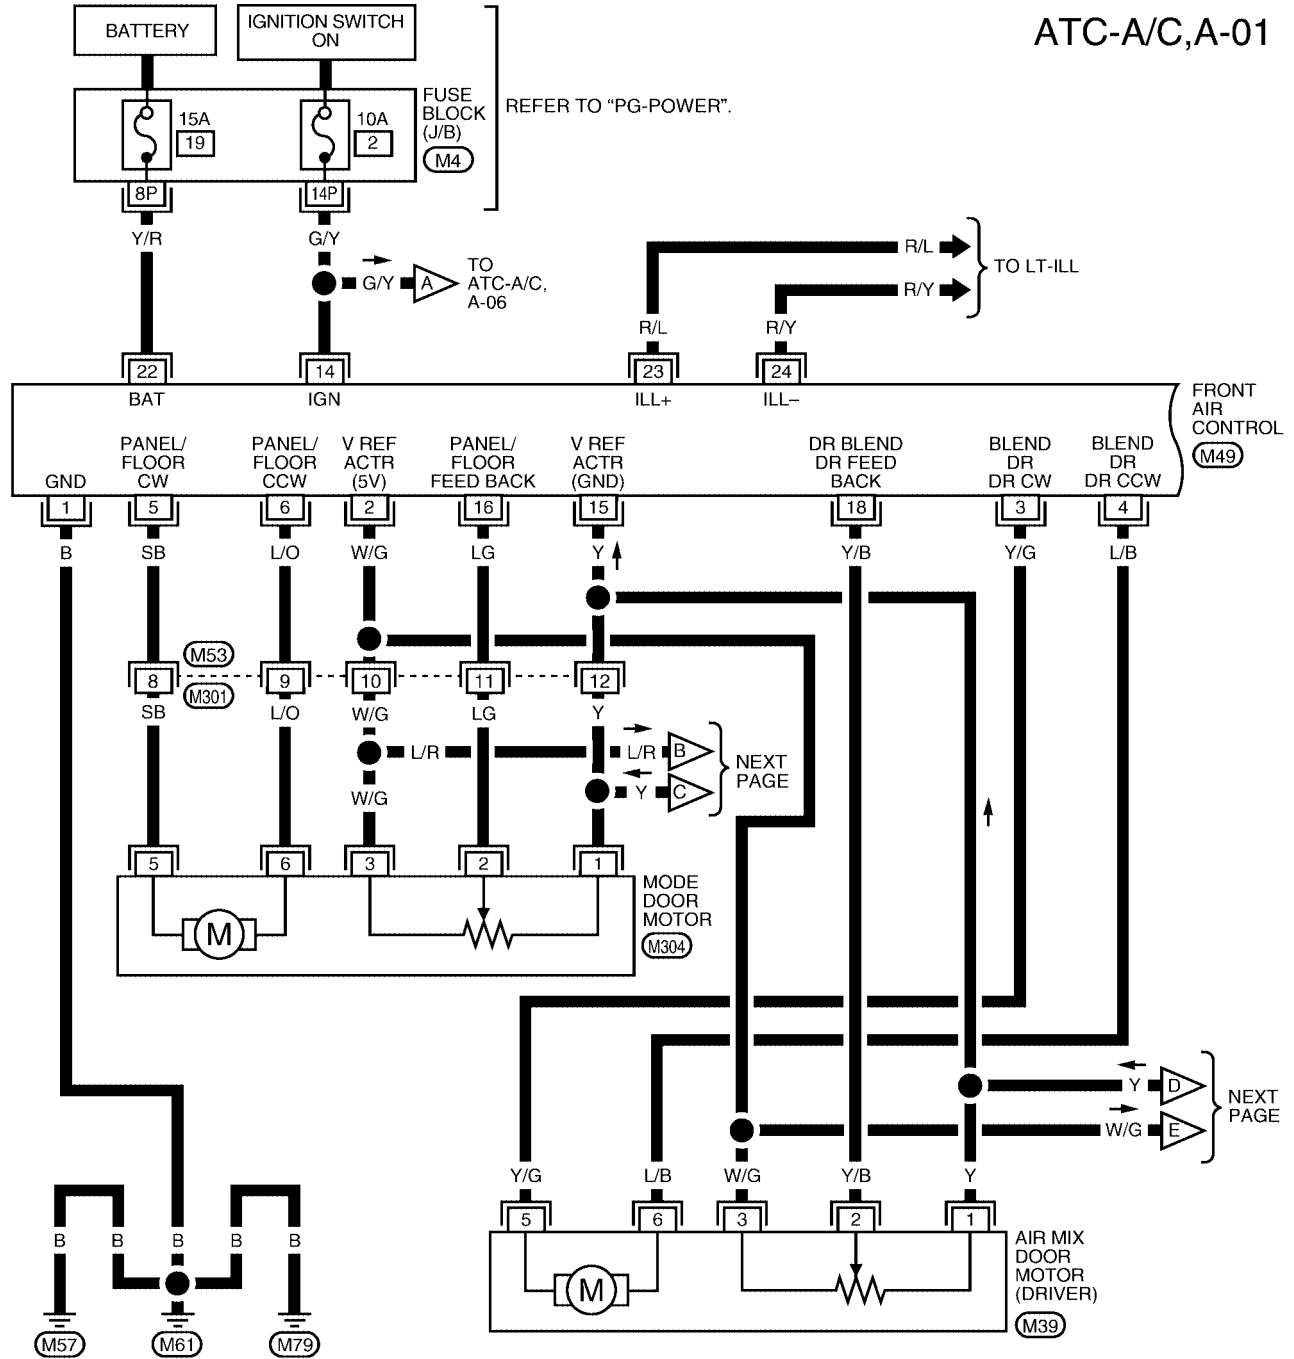 ATC-A/C,A-01
BATTERY
IGNITION SWITCH
ON
FUSE
BLOCK
(J/B)
M4
REFER TO “PG-POWER”.
15A
19
10A
2
8P
14P
Y/R
G/Y
G/Y
A
TO
ATC-A/C,
A-06
R/L
R/Y
TO LT-ILL
R/L
R/Y
22
14
23
24
BAT
IGN
ILL+
ILL–
FRONT
AIR
CONTROL
M49
GND
PANEL/
FLOOR
CW
PANEL/
FLOOR
CCW
V REF
ACTR
(5V)
PANEL/
FLOOR
FEED BACK
V REF
ACTR
(GND)
DR BLEND
DR FEED
BACK
BLEND
DR
DR CW
BLEND
DR
DR CCW
1
5
6
2
16
15
18
3
4
B
SB
L/O
W/G
LG
Y
Y/B
Y/G
L/B
M53
8
9
10
11
12
M301
SB
L/O
W/G
LG
Y
L/R
L/R
B
W/G
Y
C
NEXT
PAGE
5
6
3
2
1
M
MODE
DOOR
MOTOR
M304
Y
D
W/G
E
NEXT
PAGE
Y/G
L/B
W/G
Y/B
Y
5
6
3
2
1
M
AIR MIX
DOOR
MOTOR
(DRIVER)
M39
B
B
B
B
B
M57
M61
M79